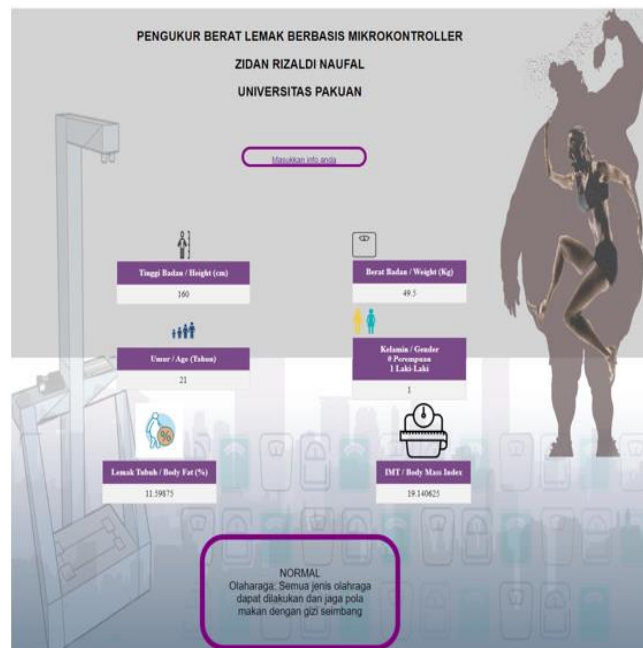 PENGUKUR BERAT LEMAK BERBASIS MIKROKONTROLLER
ZIDAN RIZALDI NAUFAL
UNIVERSITAS PAKUAN
Masukkan info anda
Tinggi Badan / Height (cm)
160
Berat Badan / Weight (Kg)
49.5
Umur / Age (Tahun)
21
Kelamin / Gender
0 Perempuan
1 Laki-Laki
1
%
Lemak Tubuh / Body Fat (%)
11.59875
IMT / Body Mass Index
19.140625
NORMAL
Olaharaga: Semua jenis olahraga
dapat dilakukan dan jaga pola
makan dengan gizi seimbang